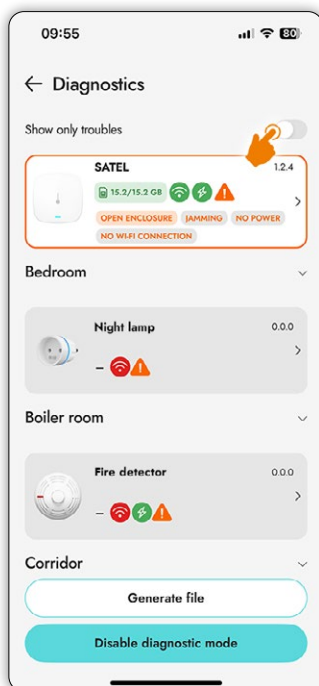 09:55
80
← Diagnostics
Show only troubles
SATEL
1.2.4
15.2/15.2 GB
OPEN ENCLOSURE JAMMING NO POWER
NO WI-FI CONNECTION
Bedroom
Night lamp
0.0.0
–
Boiler room
Fire detector
0.0.0
–
Corridor
Generate file
Disable diagnostic mode